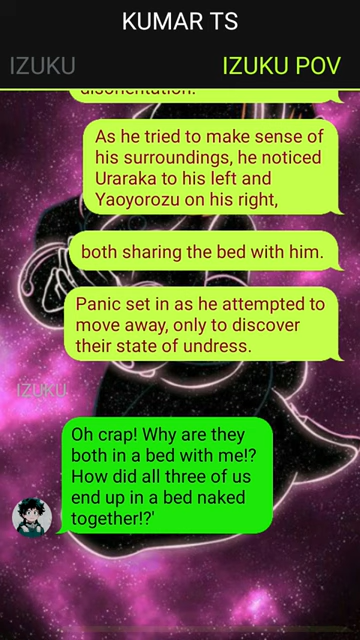 KUMAR TS
IZUKU
IZUKU POV
disorientation.
As he tried to make sense of
his surroundings, he noticed
Uraraka to his left and
Yaoyorozu on his right,
both sharing the bed with him.
Panic set in as he attempted to
move away, only to discover
their state of undress.
IZUKU
Oh crap! Why are they
both in a bed with me!?
How did all three of us
end up in a bed naked
together!?'